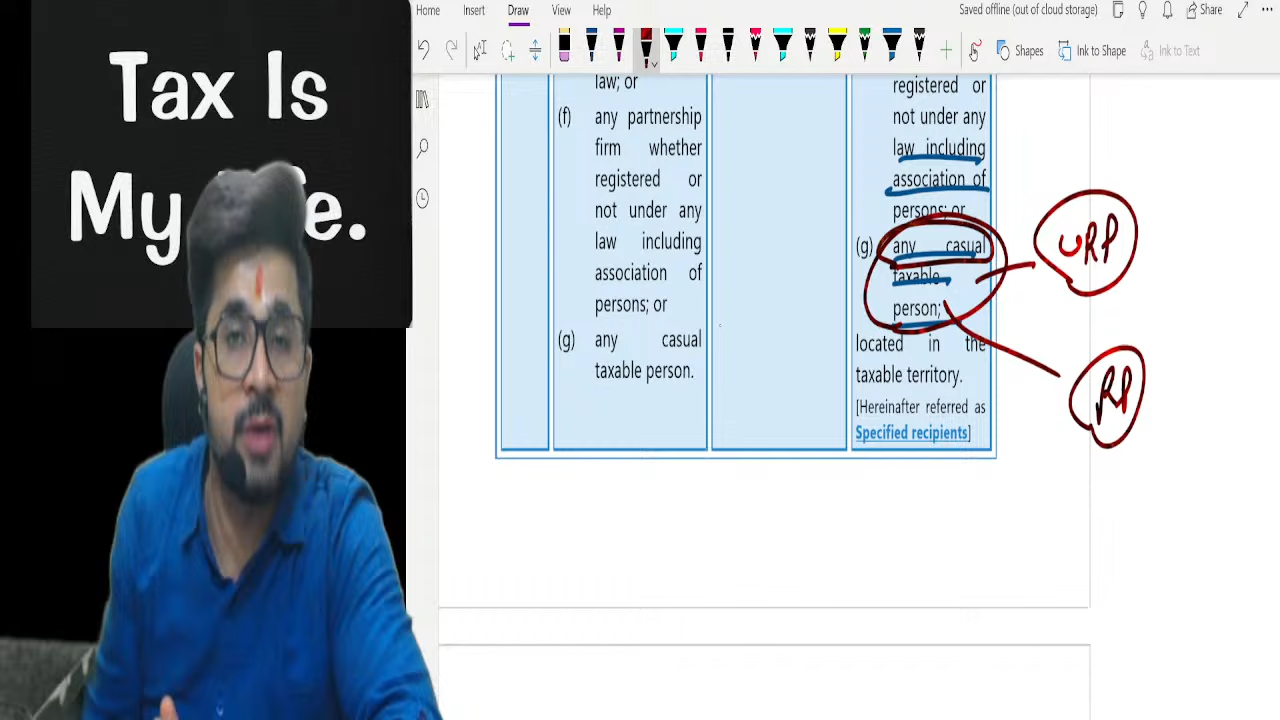 Tax Is
My fe.
Home Insert Draw View Help
Saved offline (out of cloud storage)
Share
Shapes
Ink to Shape
Ink to Text
law; or
(f) any partnership
firm whether
registered or
not under any
law including
association of
persons; or
(g) any casual
taxable person.
registered or
not under any
law including
association of
persons; or
(g) any casual
taxable
person;
located in the
taxable territory.
[Hereinafter referred as
Specified recipients]
URP
RP